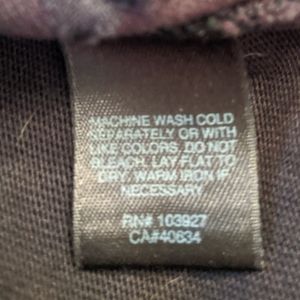 MACHINE WASH COLD
SEPARATELY OR WITH
LIKE COLORS. DO NOT
BLEACH. LAY FLAT TO
DRY. WARM IRON IF
NECESSARY
RN# 103927
CA#40634